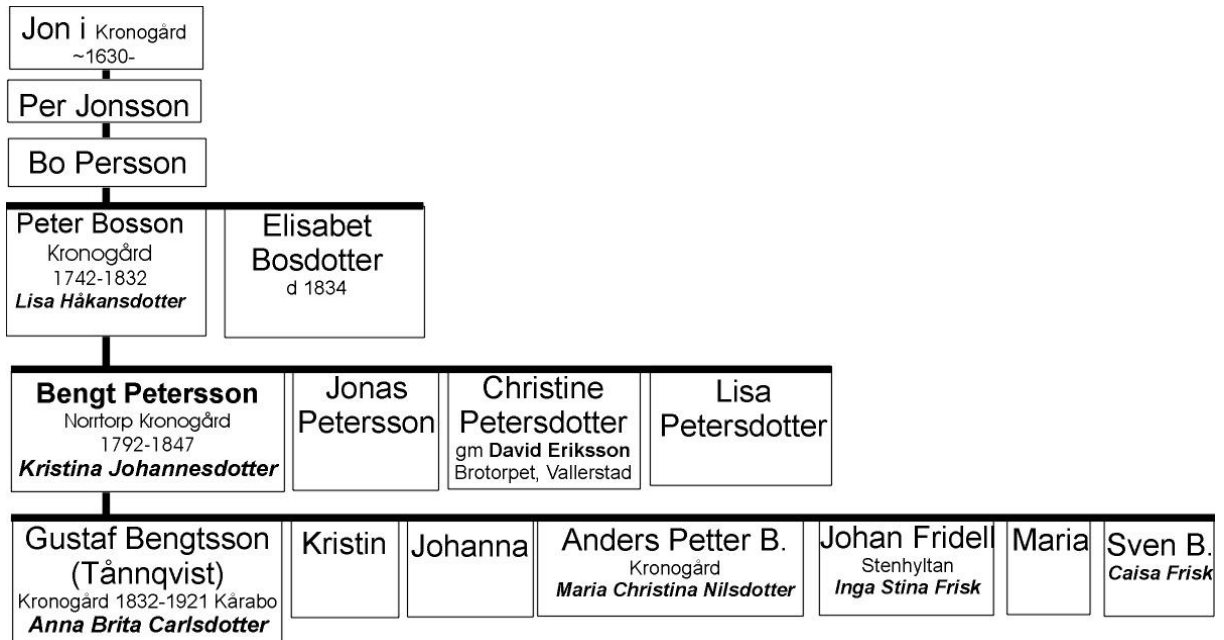 Jon i Kronogård
~1630-
Per Jonsson
Bo Persson
Peter Bosson
Kronogård
1742-1832
Lisa Håkansdotter
Elisabet
Bosdotter
d 1834
Bengt Petersson
Norrtorp Kronogård
1792-1847
Kristina Johannesdotter
Jonas
Petersson
Christine
Petersdotter
gm David Eriksson
Brotorpet, Vallerstad
Lisa
Petersdotter
Gustaf Bengtsson
(Tånnqvist)
Kronogård 1832-1921 Kårabo
Anna Brita Carlsdotter
Kristin
Johanna
Anders Petter B.
Kronogård
Maria Christina Nilsdotter
Johan Fridell
Stenhyltan
Inga Stina Frisk
Maria
Sven B.
Caisa Frisk